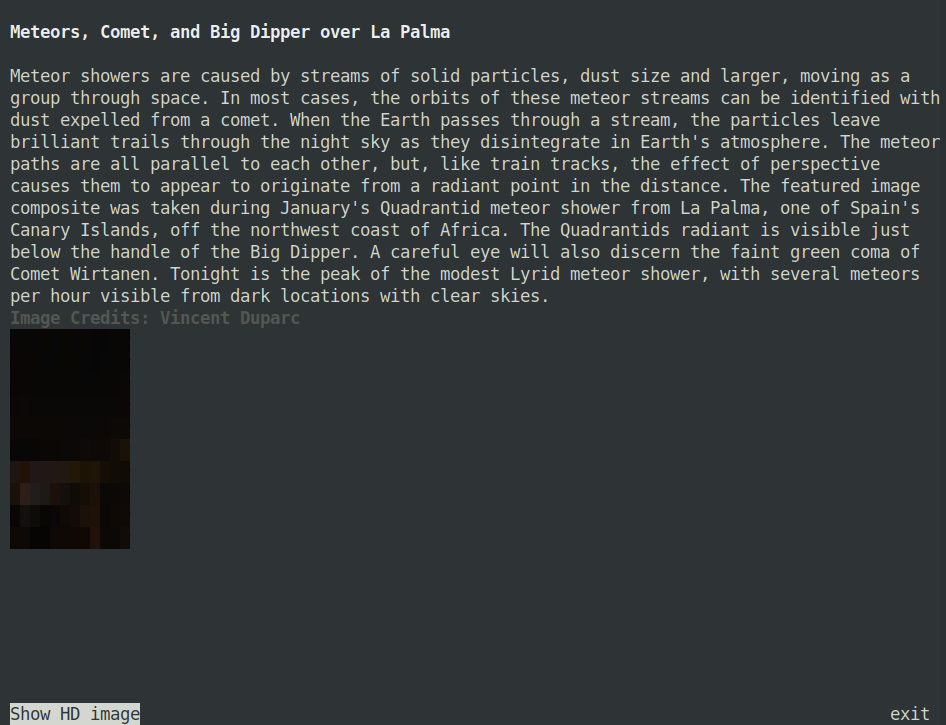 Meteors, Comet, and Big Dipper over La Palma
Meteor showers are caused by streams of solid particles, dust size and larger, moving as a
group through space. In most cases, the orbits of these meteor streams can be identified with
dust expelled from a comet. When the Earth passes through a stream, the particles leave
brilliant trails through the night sky as they disintegrate in Earth's atmosphere. The meteor
paths are all parallel to each other, but, like train tracks, the effect of perspective
causes them to appear to originate from a radiant point in the distance. The featured image
composite was taken during January's Quadrantid meteor shower from La Palma, one of Spain's
Canary Islands, off the northwest coast of Africa. The Quadrantids radiant is visible just
below the handle of the Big Dipper. A careful eye will also discern the faint green coma of
Comet Wirtanen. Tonight is the peak of the modest Lyrid meteor shower, with several meteors
per hour visible from dark locations with clear skies.
Image Credits: Vincent Duparc
Show HD image
exit